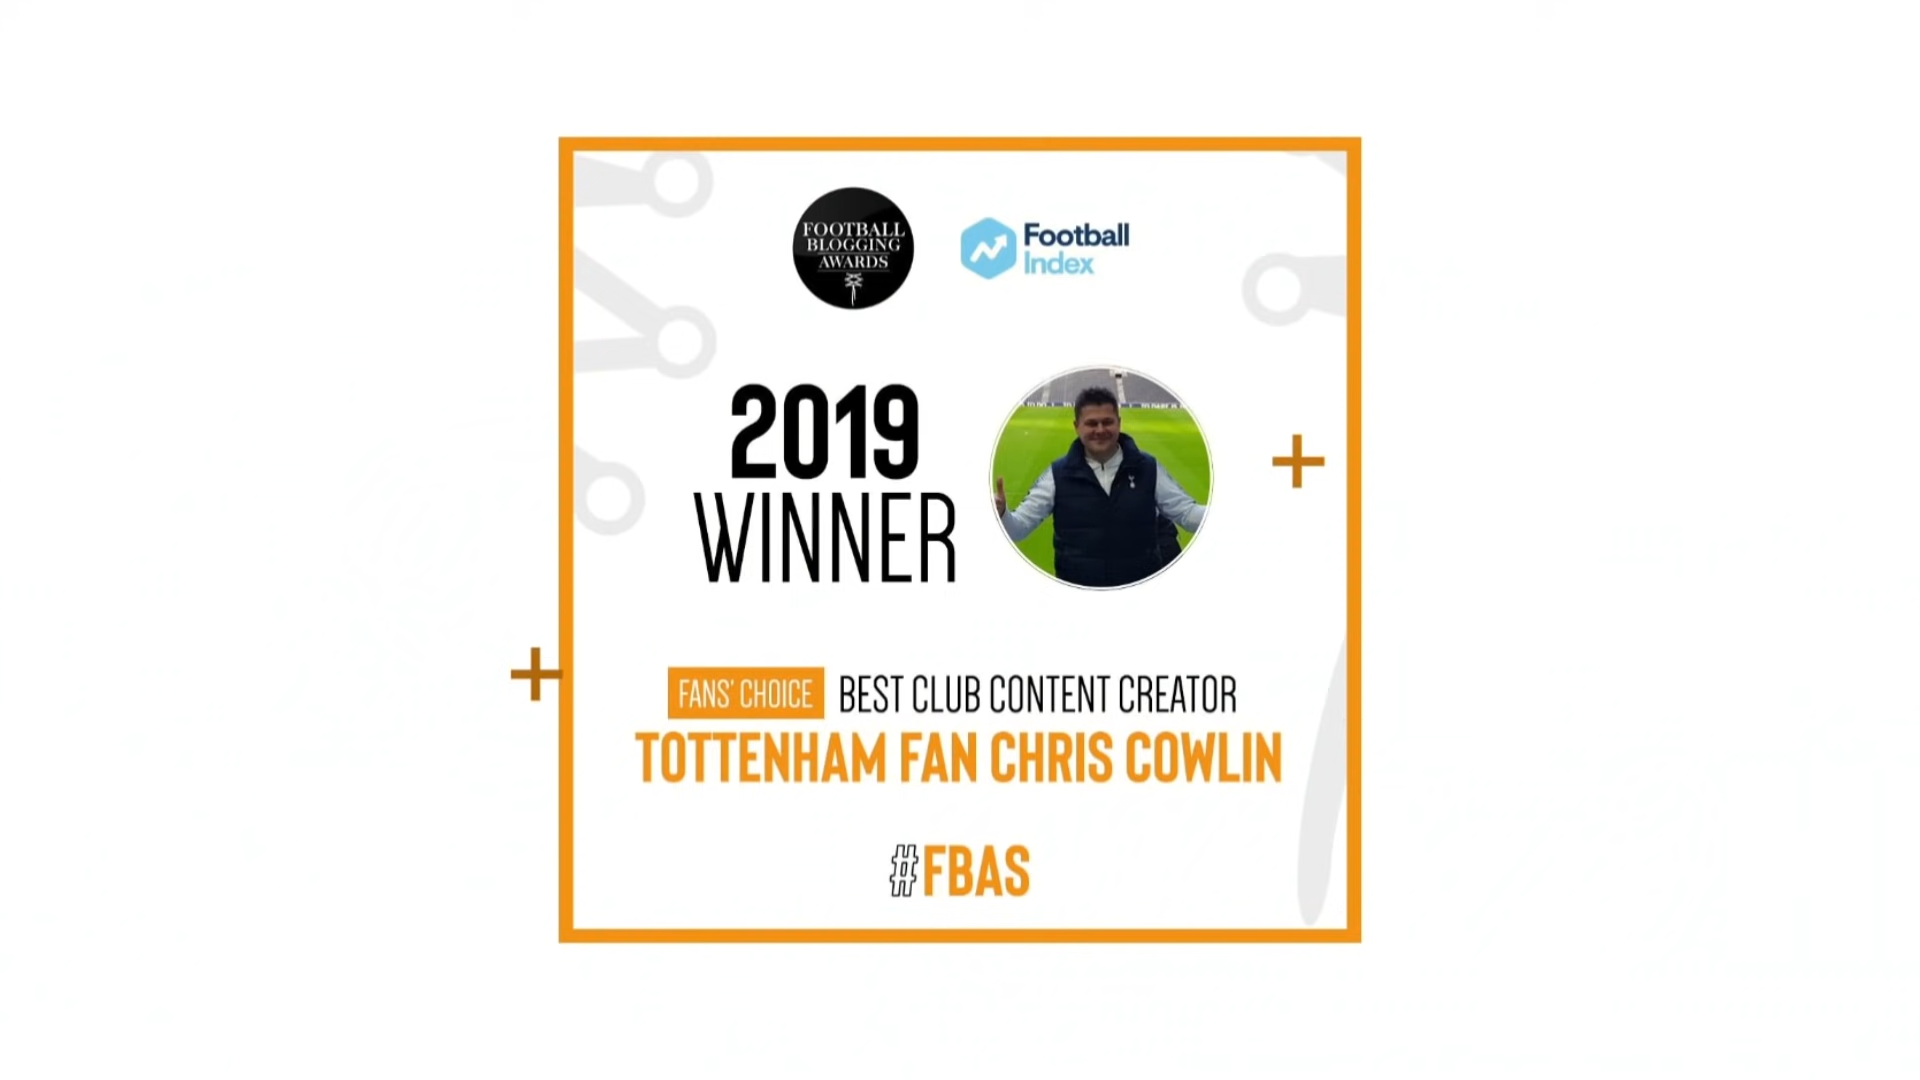 FOOTBALL
BLOGGING
AWARDS
Football
Index
2019
WINNER
FANS' CHOICE BEST CLUB CONTENT CREATOR
TOTTENHAM FAN CHRIS COWLIN
#FBAS